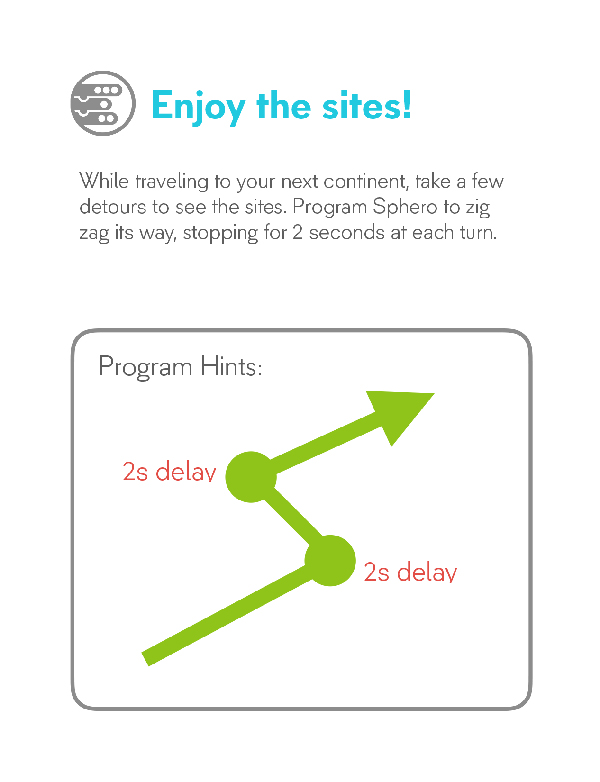 Enjoy the sites!
While traveling to your next continent, take a few
detours to see the sites. Program Sphero to zig
zag its way, stopping for 2 seconds at each turn.
Program Hints:
2s delay
2s delay